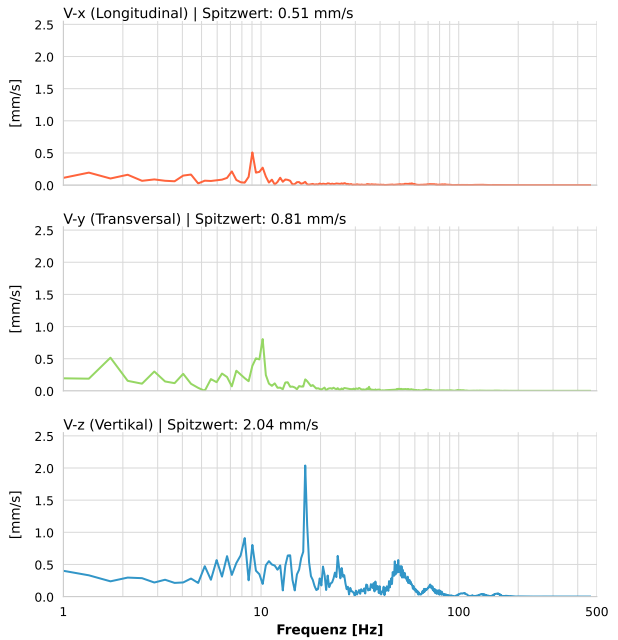 V-x (Longitudinal) | Spitzwert: 0.51 mm/s
2.5
2.0
1.5
1.0
0.5
0.0
[mm/s]
V-y (Transversal) | Spitzwert: 0.81 mm/s
2.5
2.0
1.5
1.0
0.5
0.0
[mm/s]
V-z (Vertikal) | Spitzwert: 2.04 mm/s
2.5
2.0
1.5
1.0
0.5
0.0
[mm/s]
1 10 100 500
Frequenz [Hz]